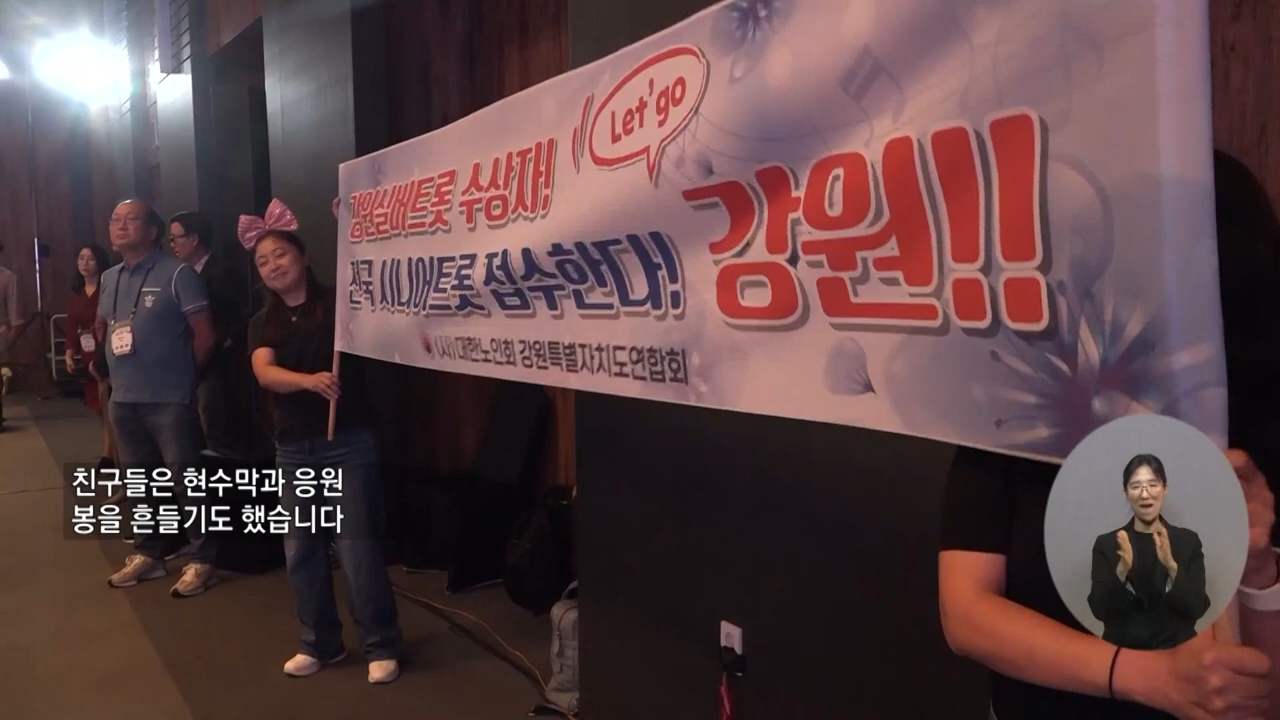 Let'go
강원실버트롯 수상자!
전국 시니어트롯 접수한다!
강원!!
(사)대한노인회 강원특별자치도연합회
친구들은 현수막과 응원
봉을 흔들기도 했습니다